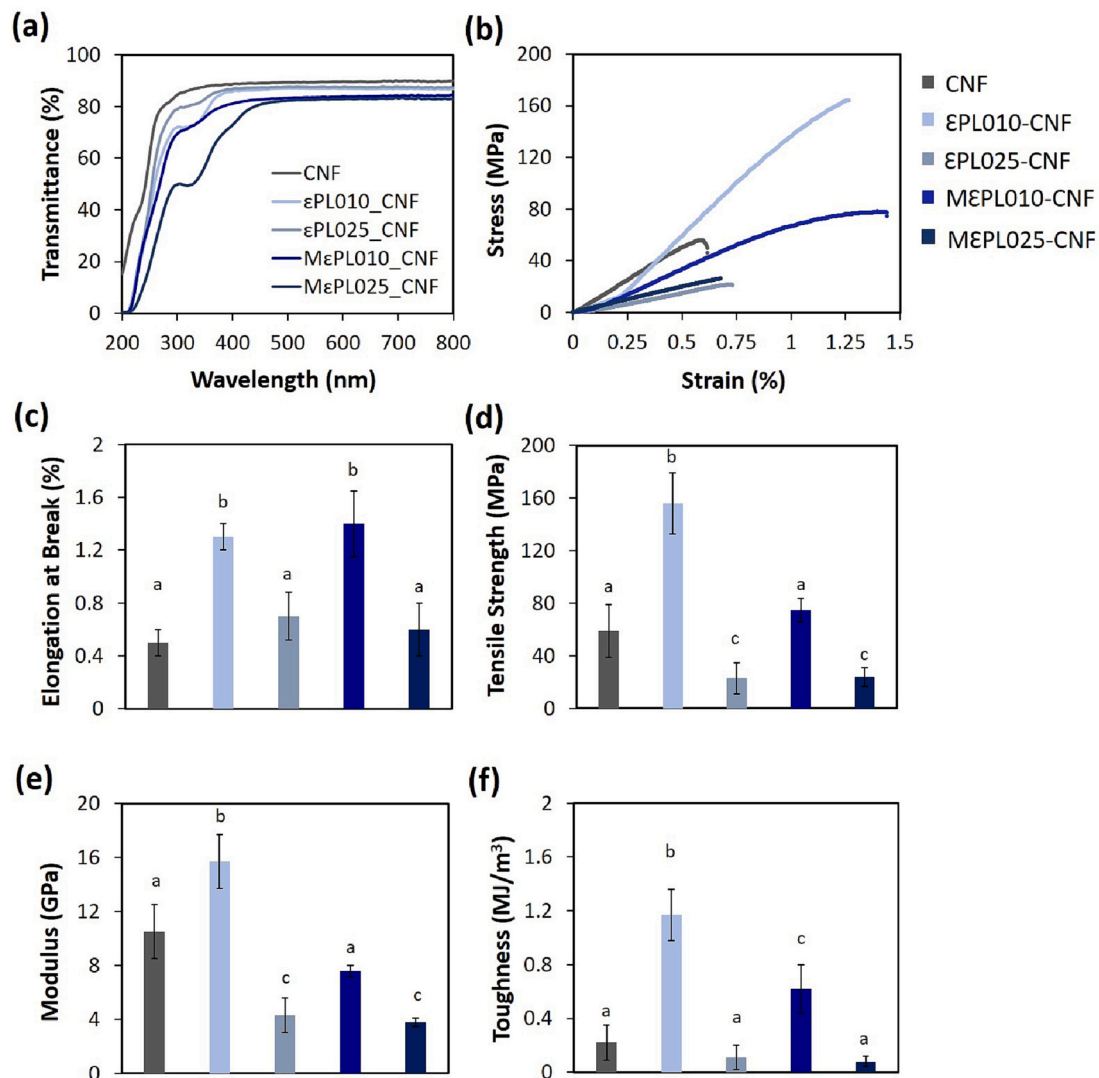 (a)
Transmittance (%)
100
80
60
40
20
0
CNF
εPL010_CNF
εPL025_CNF
MεPL010_CNF
MεPL025_CNF
200 300 400 500 600 700 800
Wavelength (nm)
(b)
Stress (MPa)
200
160
120
80
40
0
0 0.25 0.5 0.75 1 1.25 1.5
Strain (%)
CNF
ƐPL010-CNF
ƐPL025-CNF
MƐPL010-CNF
MƐPL025-CNF
(c)
Elongation at Break (%)
2
1.6
1.2
0.8
0.4
0
a b a b a
(d)
Tensile Strength (MPa)
200
160
120
80
40
0
a b c a c
(e)
Modulus (GPa)
20
16
12
8
4
0
a b c a c
(f)
Toughness (MJ/m³)
2
1.6
1.2
0.8
0.4
0
a b a c a